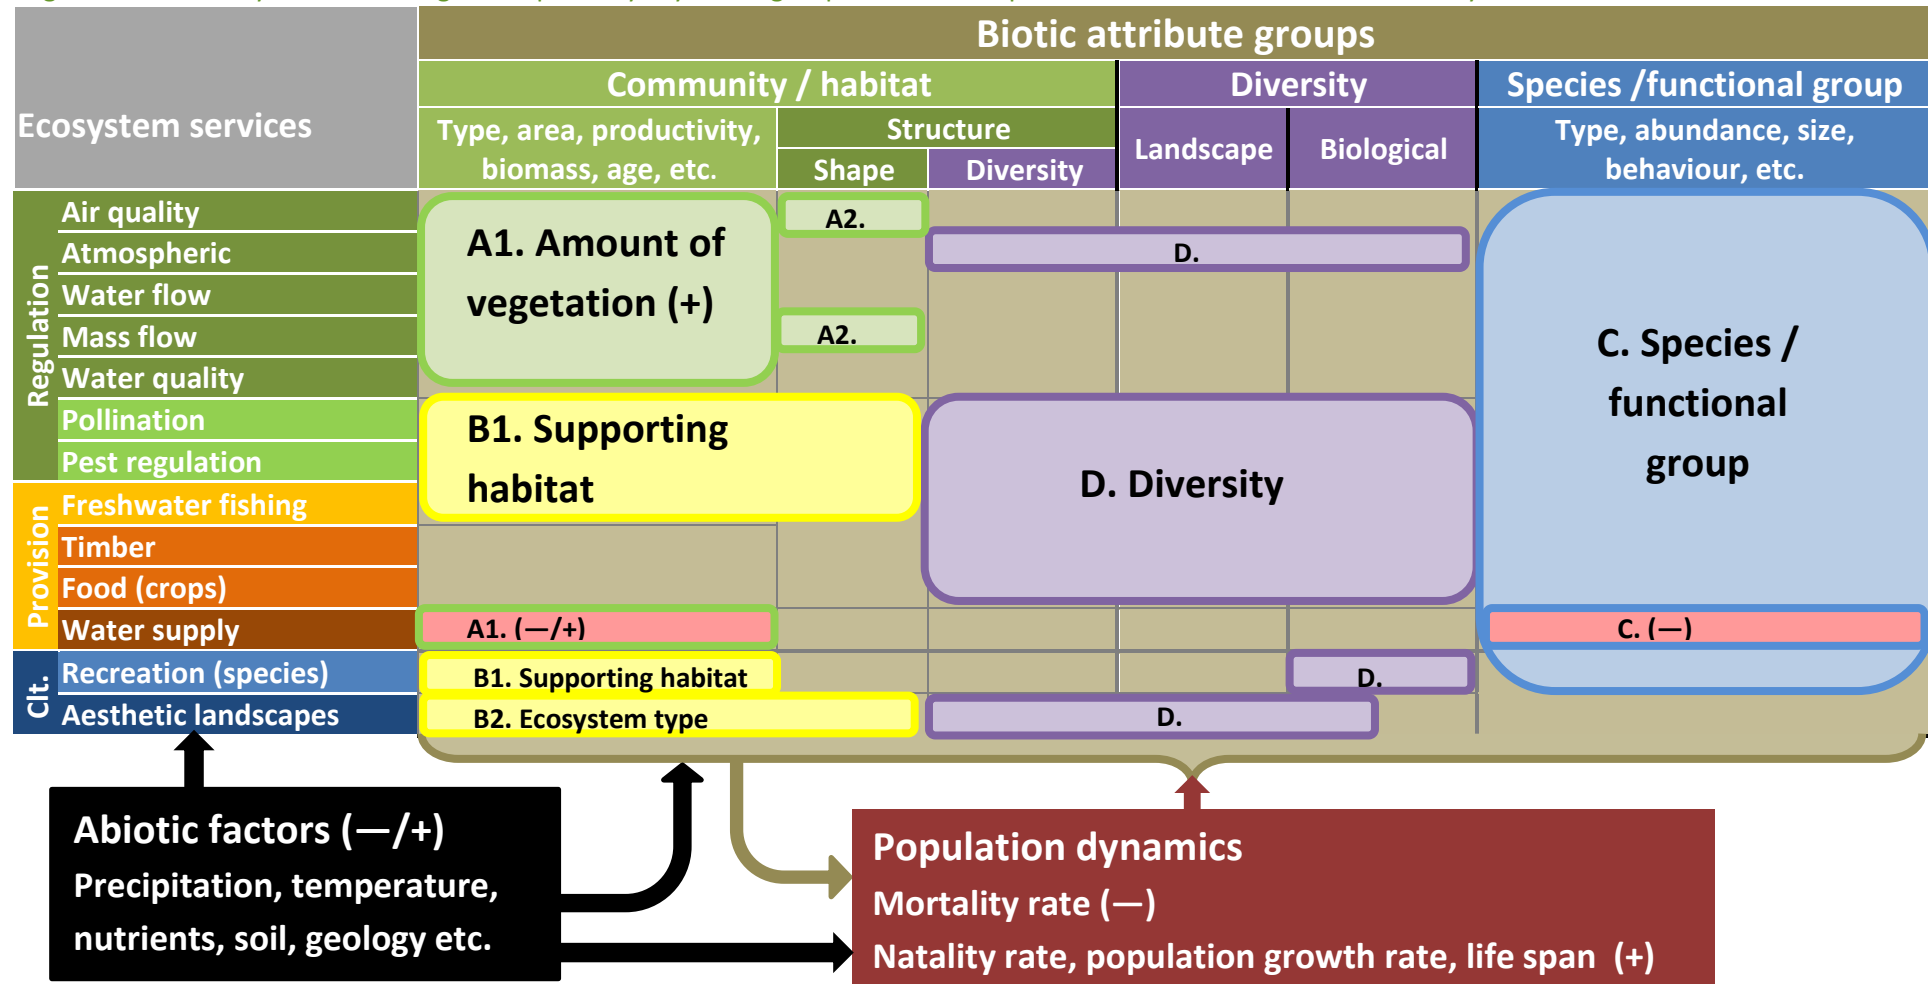 Biotic attribute groups
Ecosystem services
Community / habitat
Diversity
Species /functional group
Type, area, productivity,
biomass, age, etc.
Structure
Shape
Diversity
Landscape
Biological
Type, abundance, size,
behaviour, etc.
Regulation
Air quality
Atmospheric
Water flow
Mass flow
Water quality
Pollination
Pest regulation
Provision
Freshwater fishing
Timber
Food (crops)
Water supply
Clt.
Recreation (species)
Aesthetic landscapes
A1. Amount of
vegetation (+)
A2.
D.
A2.
B1. Supporting
habitat
D. Diversity
C. Species /
functional
group
A1. (—/+)
C. (—)
B1. Supporting habitat
D.
B2. Ecosystem type
D.
Abiotic factors (—/+)
Precipitation, temperature,
nutrients, soil, geology etc.
Population dynamics
Mortality rate (—)
Natality rate, population growth rate, life span (+)